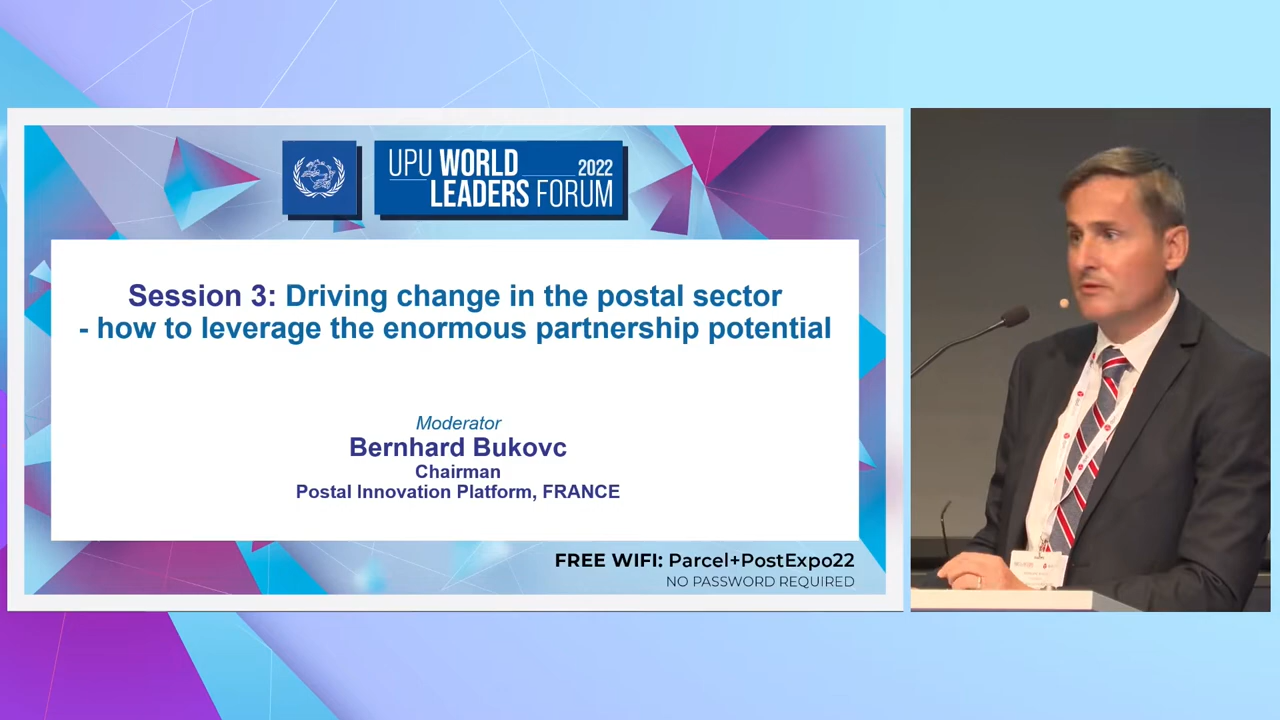 UPU WORLD 2022
LEADERS FORUM
Session 3: Driving change in the postal sector
- how to leverage the enormous partnership potential
Moderator
Bernhard Bukovc
Chairman
Postal Innovation Platform, FRANCE
FREE WIFI: Parcel+PostExpo22
NO PASSWORD REQUIRED